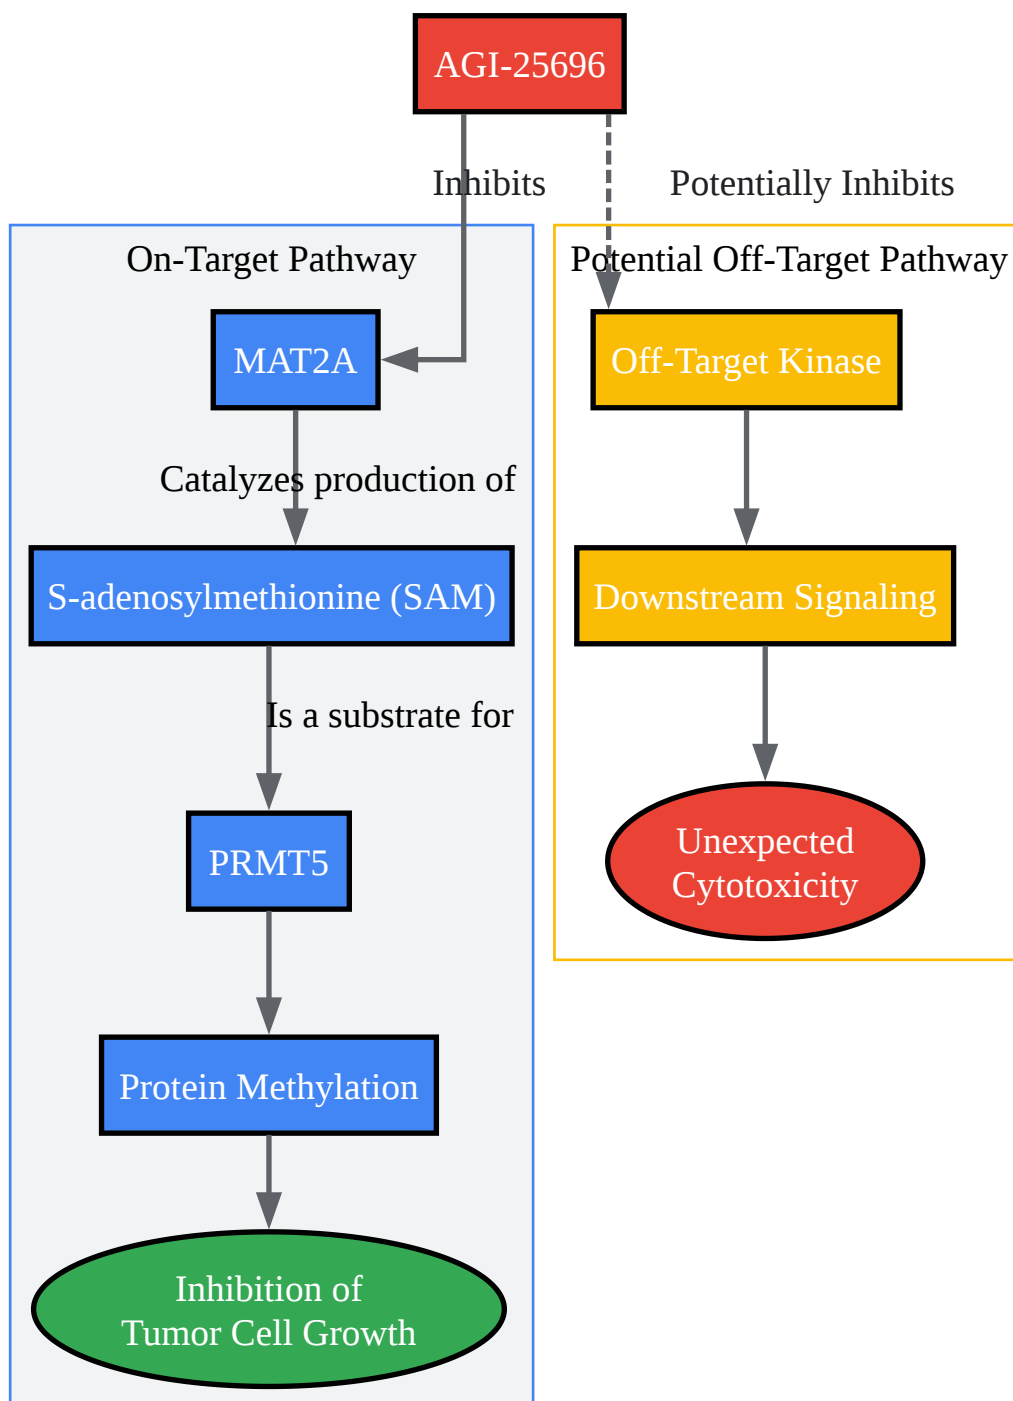 AGI-25696
Inhibits
Potentially Inhibits
On-Target Pathway
Potential Off-Target Pathway
MAT2A
Off-Target Kinase
Catalyzes production of
S-adenosylmethionine (SAM)
Downstream Signaling
Is a substrate for
PRMT5
Unexpected
Cytotoxicity
Protein Methylation
Inhibition of
Tumor Cell Growth